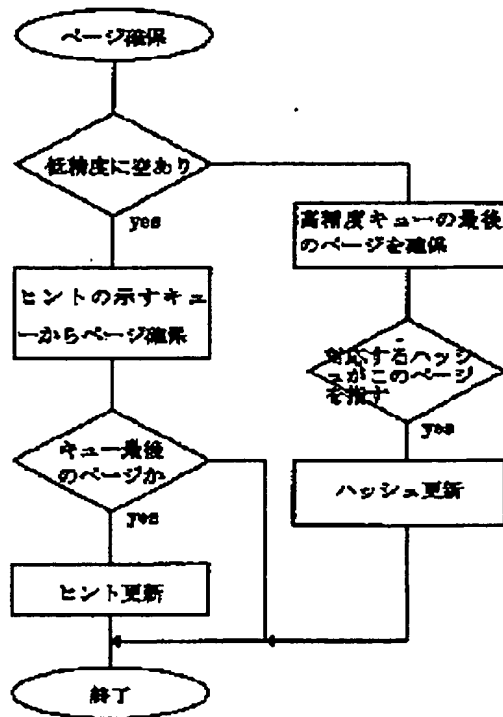 ページ確保
低精度に空あり
yes
高精度キューの最後
のページを確保
ヒントの示すキュ
ーからページ確保
対応するハッシ
ュがこのページ
を指す
yes
キュー最後
のページか
yes
ハッシュ更新
ヒント更新
終了